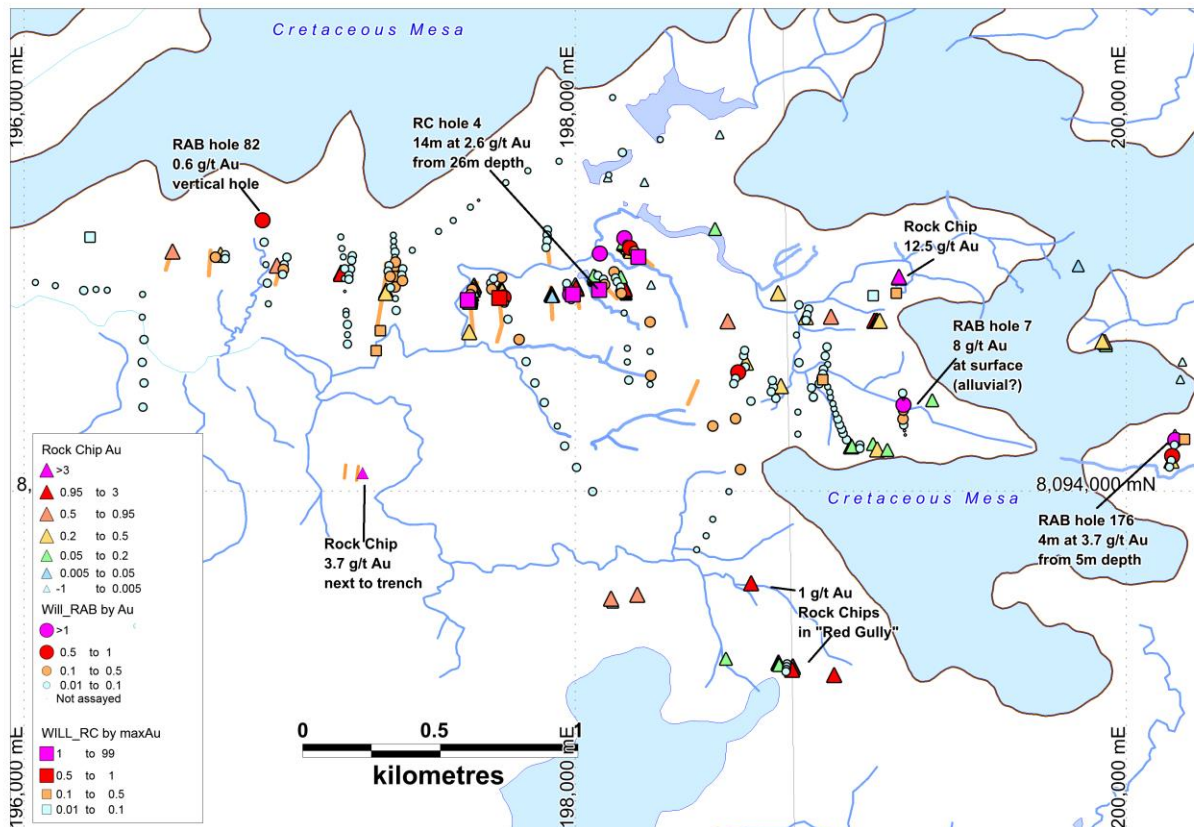 Cretaceous Mesa
196,000 mE
198,000 mE
200,000 mE
RAB hole 82
0.6 g/t Au
vertical hole
RC hole 4
14m at 2.6 g/t Au
from 26m depth
Rock Chip
12.5 g/t Au
RAB hole 7
8 g/t Au
at surface
(alluvial?)
Rock Chip Au
>3
0.95 to 3
0.5 to 0.95
0.2 to 0.5
0.05 to 0.2
0.005 to 0.05
-1 to 0.005
Will_RAB by Au
>1
0.5 to 1
0.1 to 0.5
0.01 to 0.1
Not assayed
WILL_RC by maxAu
1 to 99
0.5 to 1
0.1 to 0.5
0.01 to 0.1
8,
Rock Chip
3.7 g/t Au
next to trench
8,094,000 mN
Cretaceous Mesa
RAB hole 176
4m at 3.7 g/t Au
from 5m depth
1 g/t Au
Rock Chips
in "Red Gully"
0 0.5 1
kilometres
196,000 mE
198,000 mE
200,000 mE